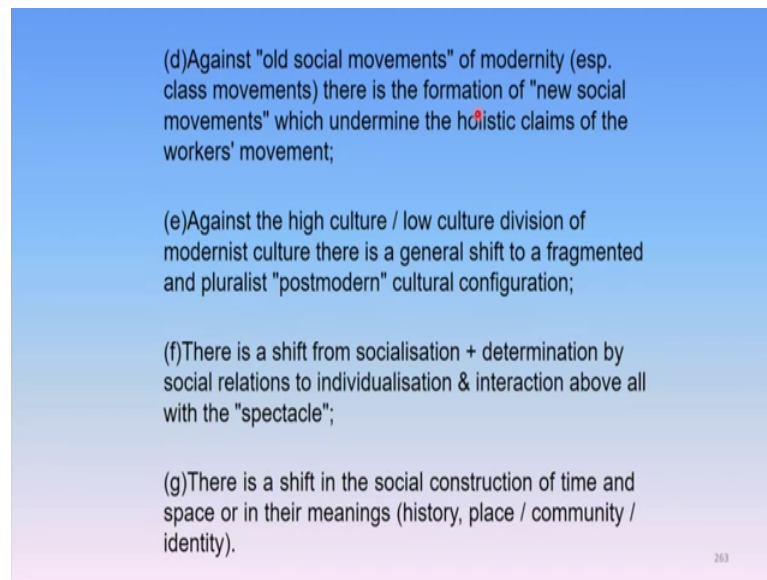 (d)Against "old social movements" of modernity (esp.
class movements) there is the formation of "new social
movements" which undermine the holistic claims of the
workers' movement;
(e)Against the high culture / low culture division of
modernist culture there is a general shift to a fragmented
and pluralist "postmodern" cultural configuration;
(f)There is a shift from socialisation + determination by
social relations to individualisation & interaction above all
with the "spectacle";
(g)There is a shift in the social construction of time and
space or in their meanings (history, place / community /
identity).
263